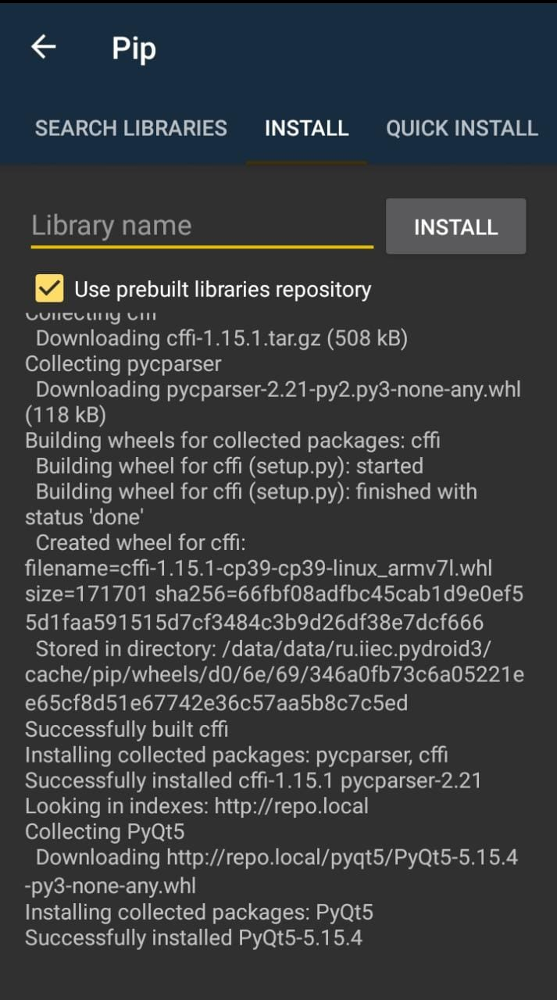 Pip
SEARCH LIBRARIES INSTALL QUICK INSTALL
Library name INSTALL
Use prebuilt libraries repository
Collecting cffi
Downloading cffi-1.15.1.tar.gz (508 kB)
Collecting pycparser
Downloading pycparser-2.21-py2.py3-none-any.whl
(118 kB)
Building wheels for collected packages: cffi
Building wheel for cffi (setup.py): started
Building wheel for cffi (setup.py): finished with
status 'done'
Created wheel for cffi:
filename=cffi-1.15.1-cp39-cp39-linux_armv7l.whl
size=171701 sha256=66fbf08adfbc45cab1d9e0ef5
5d1faa591515d7cf3484c3b9d26df38e7dcf666
Stored in directory: /data/data/ru.iiec.pydroid3/
cache/pip/wheels/d0/6e/69/346a0fb73c6a05221e
e65cf8d51e67742e36c57aa5b8c7c5ed
Successfully built cffi
Installing collected packages: pycparser, cffi
Successfully installed cffi-1.15.1 pycparser-2.21
Looking in indexes: http://repo.local
Collecting PyQt5
Downloading http://repo.local/pyqt5/PyQt5-5.15.4
-py3-none-any.whl
Installing collected packages: PyQt5
Successfully installed PyQt5-5.15.4